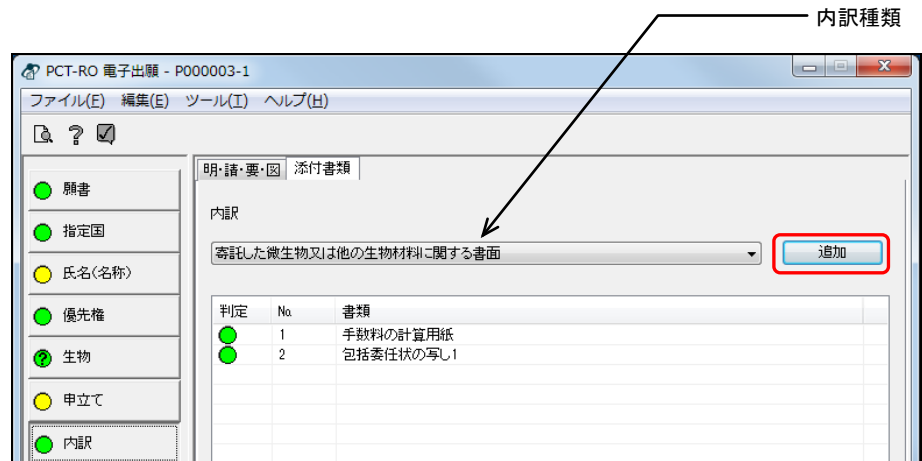 内訳種類
PCT-RO 電子出願 - P000003-1
ファイル(F) 編集(E) ツール(T) ヘルプ(H)
明・請・要・図 添付書類
願書
内訳
指定国
寄託した微生物又は他の生物材料に関する書面 追加
氏名(名称)
優先権
判定 No. 書類
1 手数料の計算用紙
生物
2 包括委任状の写し1
申立て
内訳